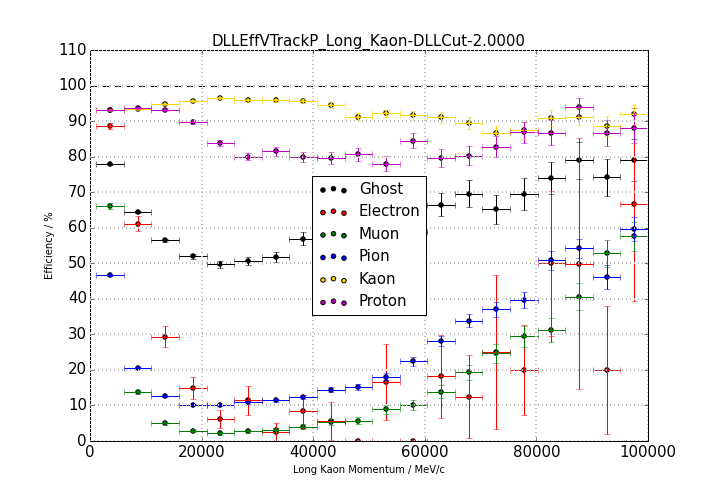 DLLEffVTrackP_Long_Kaon-DLLCut-2.0000
110
100
90
80
70
60
50
40
30
20
10
0
Efficiency / %
Ghost
Electron
Muon
Pion
Kaon
Proton
0 20000 40000 60000 80000 100000
Long Kaon Momentum / MeV/c